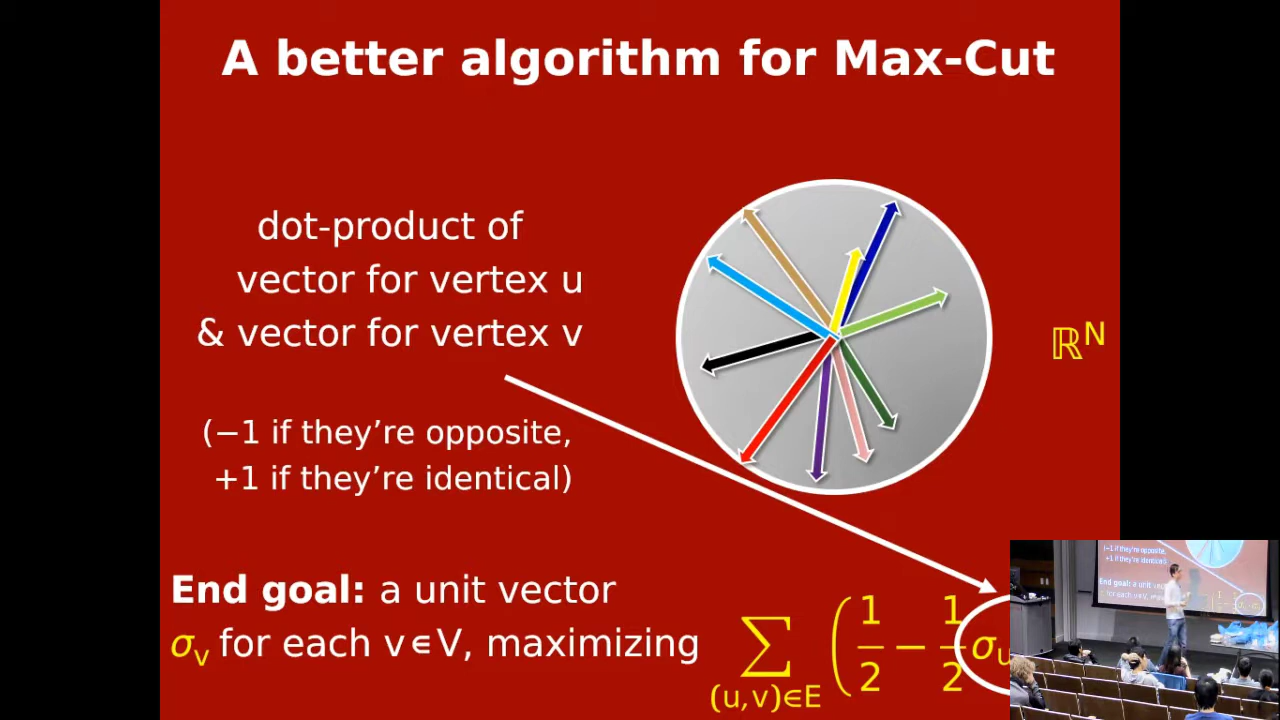 A better algorithm for Max-Cut
dot-product of
vector for vertex u
& vector for vertex v
ℝᴺ
(−1 if they’re opposite,
+1 if they’re identical)
End goal: a unit vector
σᵥ for each v∊V, maximizing
∑ (u,v)∈E ( 1/2 − 1/2 σᵤ